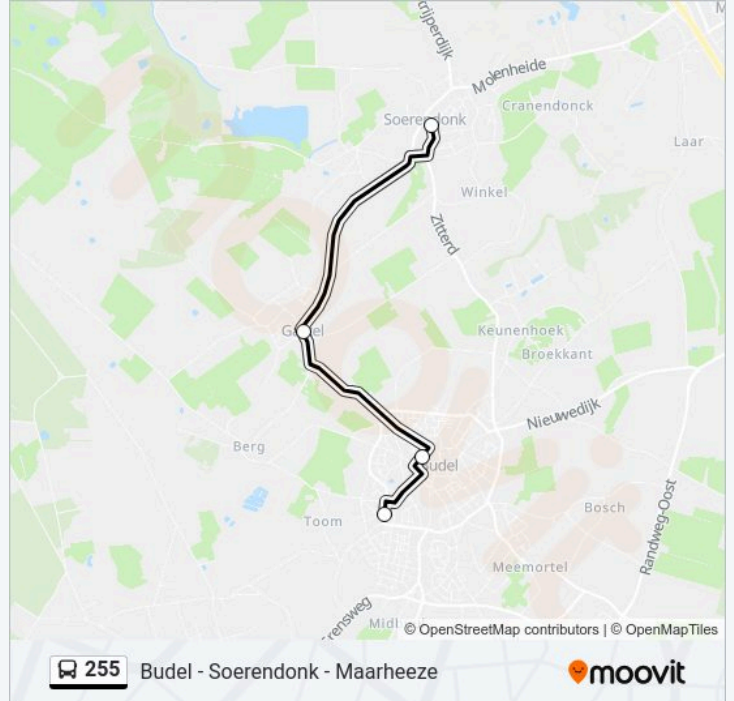 Molenheide
Soerendonk
Cranendonck
Laar
Winkel
Zitterd
Keunenhoek
Broekkant
Nieuwedijk
Berg
Budel
Bosch
Toom
Randweg-Oost
Meemortel
Midl
© OpenStreetMap contributors | © OpenMapTiles
255 Budel - Soerendonk - Maarheeze
moovit